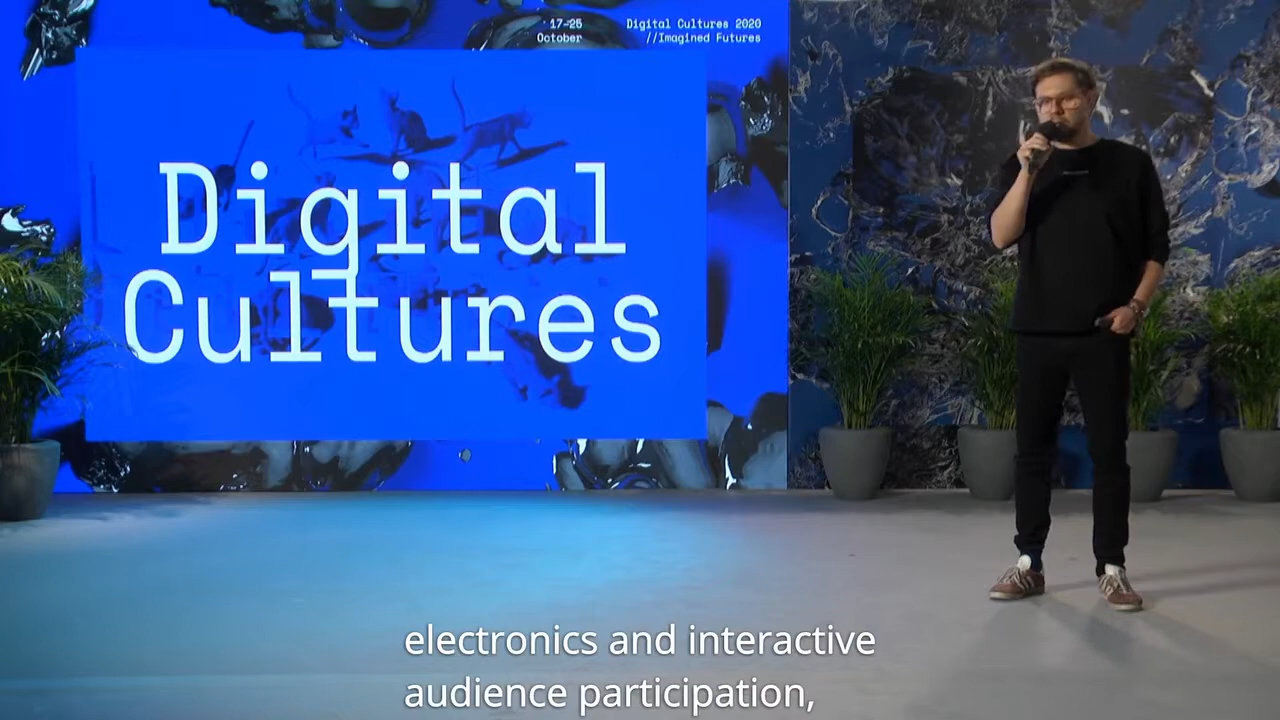 17–25
October
Digital Cultures 2020
//Imagined Futures
Digital
Cultures
electronics and interactive
audience participation,